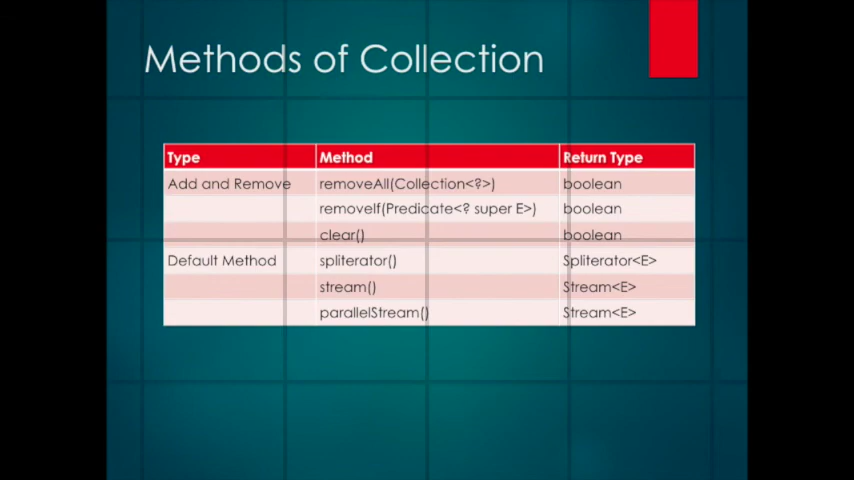 Methods of Collection
Type Method Return Type
Add and Remove removeAll(Collection<?>) boolean
removeIf(Predicate<? super E>) boolean
clear() boolean
Default Method spliterator() Spliterator<E>
stream() Stream<E>
parallelStream() Stream<E>